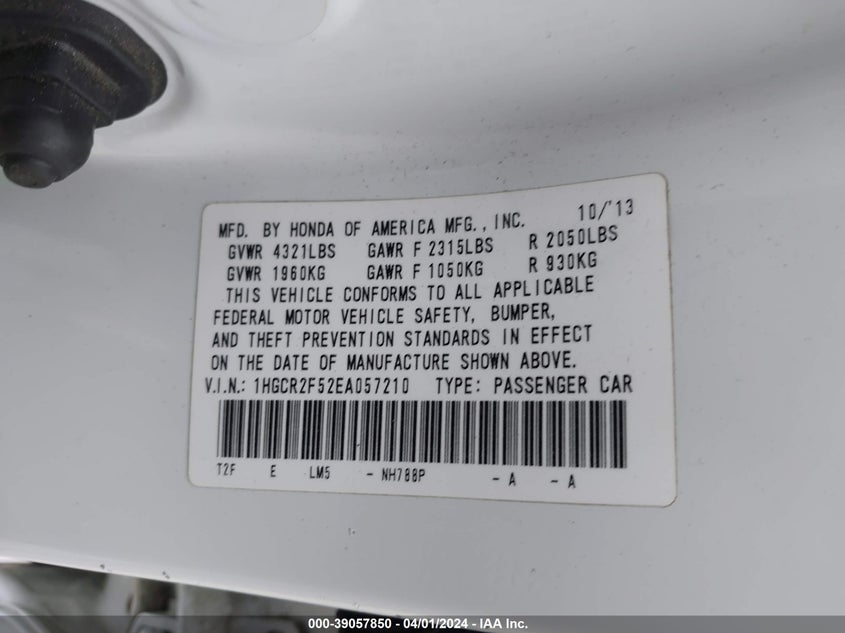 MFD. BY HONDA OF AMERICA MFG., INC. 10/'13
GVWR 4321LBS GAWR F 2315LBS R 2050LBS
GVWR 1960KG GAWR F 1050KG R 930KG
THIS VEHICLE CONFORMS TO ALL APPLICABLE
FEDERAL MOTOR VEHICLE SAFETY, BUMPER,
AND THEFT PREVENTION STANDARDS IN EFFECT
ON THE DATE OF MANUFACTURE SHOWN ABOVE.
V.I.N.: 1HGCR2F52EA057210 TYPE: PASSENGER CAR
T2F E LM5 - NH788P - A - A
000-39057850 - 04/01/2024 - IAA Inc.